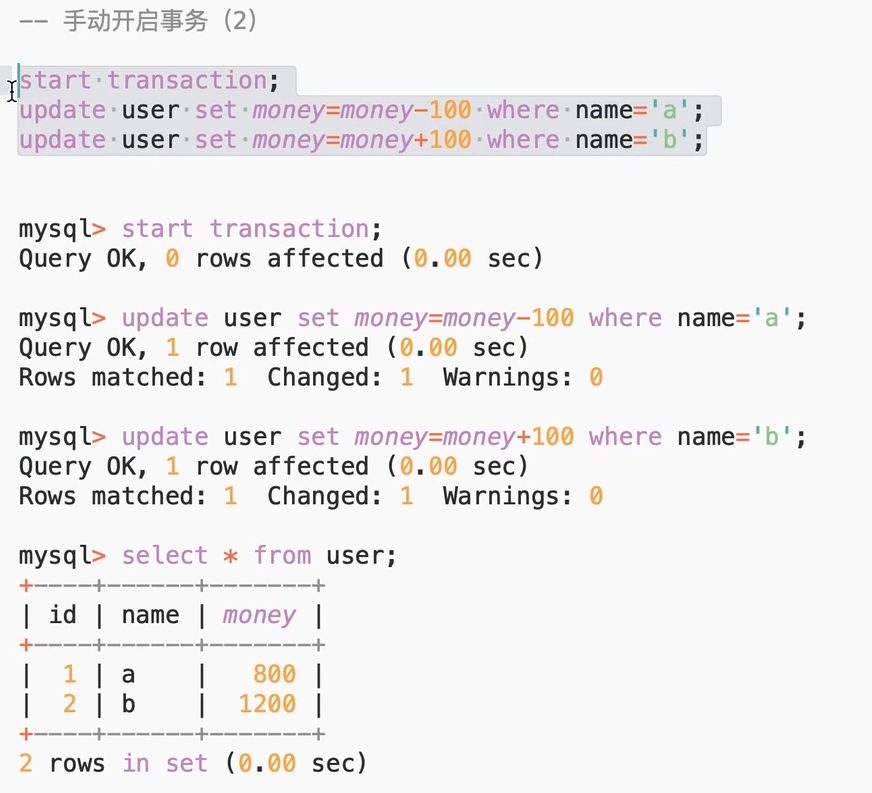 -- 手动开启事务（2）
start transaction;
update user set money=money-100 where name='a';
update user set money=money+100 where name='b';
mysql> start transaction;
Query OK, 0 rows affected (0.00 sec)
mysql> update user set money=money-100 where name='a';
Query OK, 1 row affected (0.00 sec)
Rows matched: 1  Changed: 1  Warnings: 0
mysql> update user set money=money+100 where name='b';
Query OK, 1 row affected (0.00 sec)
Rows matched: 1  Changed: 1  Warnings: 0
mysql> select * from user;
+----+------+-------+
| id | name | money |
+----+------+-------+
|  1 | a    |   800 |
|  2 | b    |  1200 |
+----+------+-------+
2 rows in set (0.00 sec)